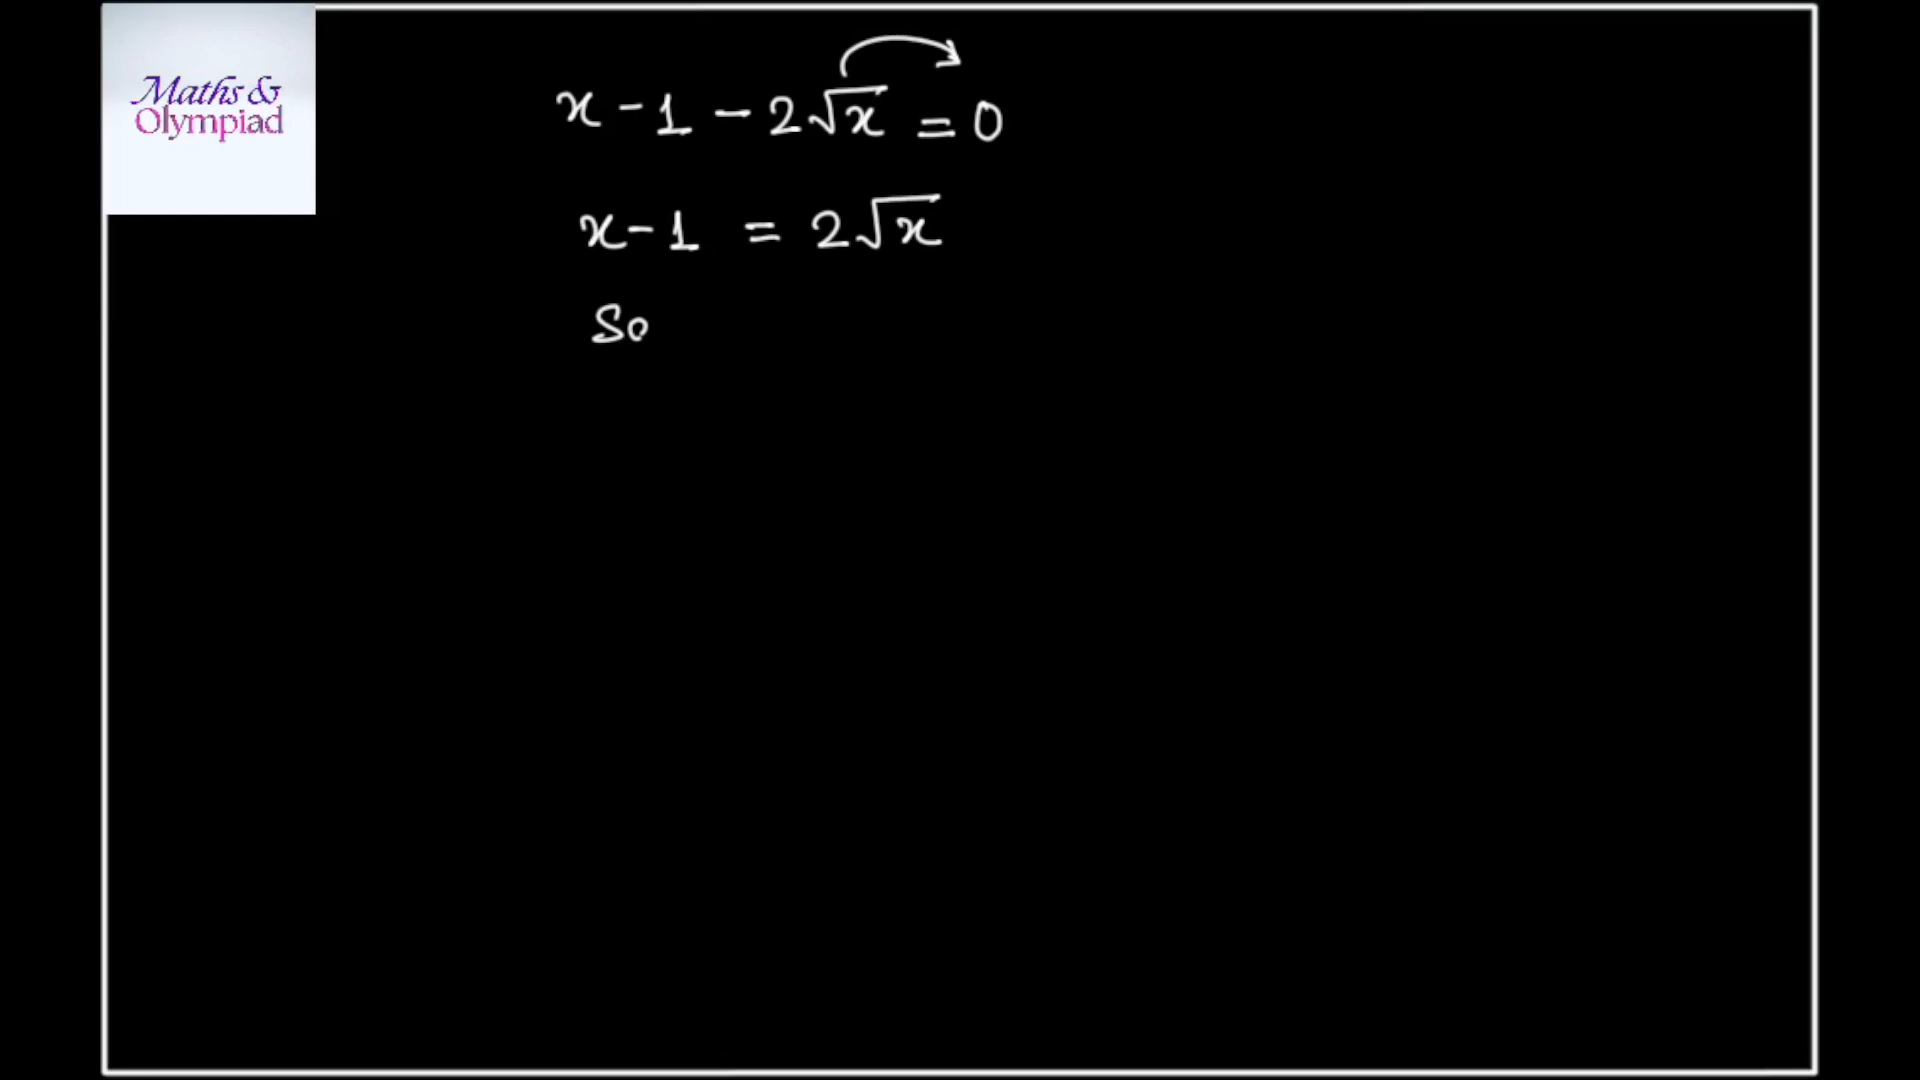 Maths &
Olympiad
x - 1 - 2√x = 0
x - 1 = 2√x
So